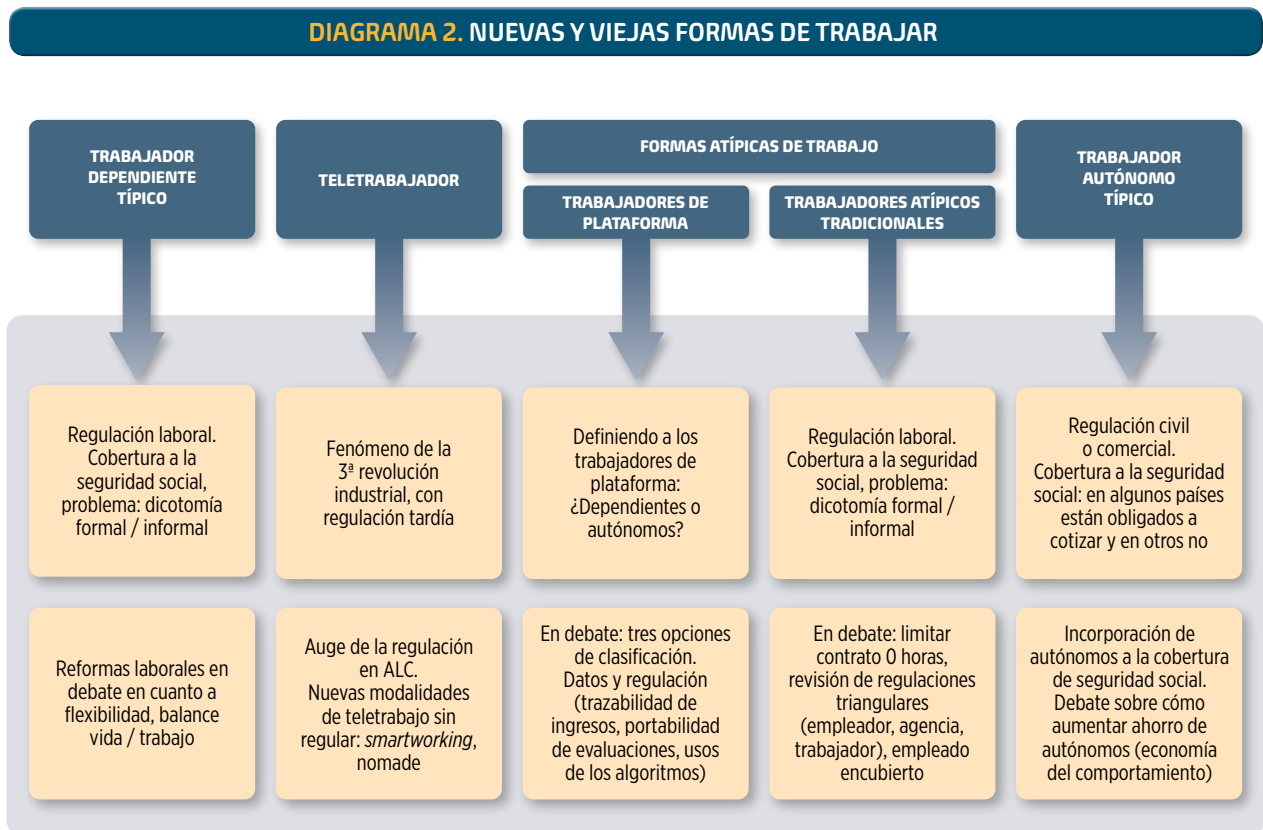 DIAGRAMA 2. NUEVAS Y VIEJAS FORMAS DE TRABAJAR
TRABAJADOR
DEPENDIENTE
TÍPICO
TELETRABAJADOR
FORMAS ATÍPICAS DE TRABAJO
TRABAJADORES DE
PLATAFORMA
TRABAJADORES ATÍPICOS
TRADICIONALES
TRABAJADOR
AUTÓNOMO
TÍPICO
Regulación laboral.
Cobertura a la
seguridad social,
problema: dicotomía
formal / informal
Fenómeno de la
3ª revolución
industrial, con
regulación tardía
Definiendo a los
trabajadores de
plataforma:
¿Dependientes o
autónomos?
Regulación laboral.
Cobertura a la seguridad
social, problema:
dicotomía formal /
informal
Regulación civil
o comercial.
Cobertura a la seguridad
social: en algunos países
están obligados a
cotizar y en otros no
Reformas laborales en
debate en cuanto a
flexibilidad, balance
vida / trabajo
Auge de la regulación
en ALC.
Nuevas modalidades
de teletrabajo sin
regular: smartworking,
nomade
En debate: tres opciones
de clasificación.
Datos y regulación
(trazabilidad de
ingresos, portabilidad
de evaluaciones, usos
de los algoritmos)
En debate: limitar
contrato 0 horas,
revisión de regulaciones
triangulares
(empleador, agencia,
trabajador), empleado
encubierto
Incorporación de
autónomos a la cobertura
de seguridad social.
Debate sobre cómo
aumentar ahorro de
autónomos (economía
del comportamiento)